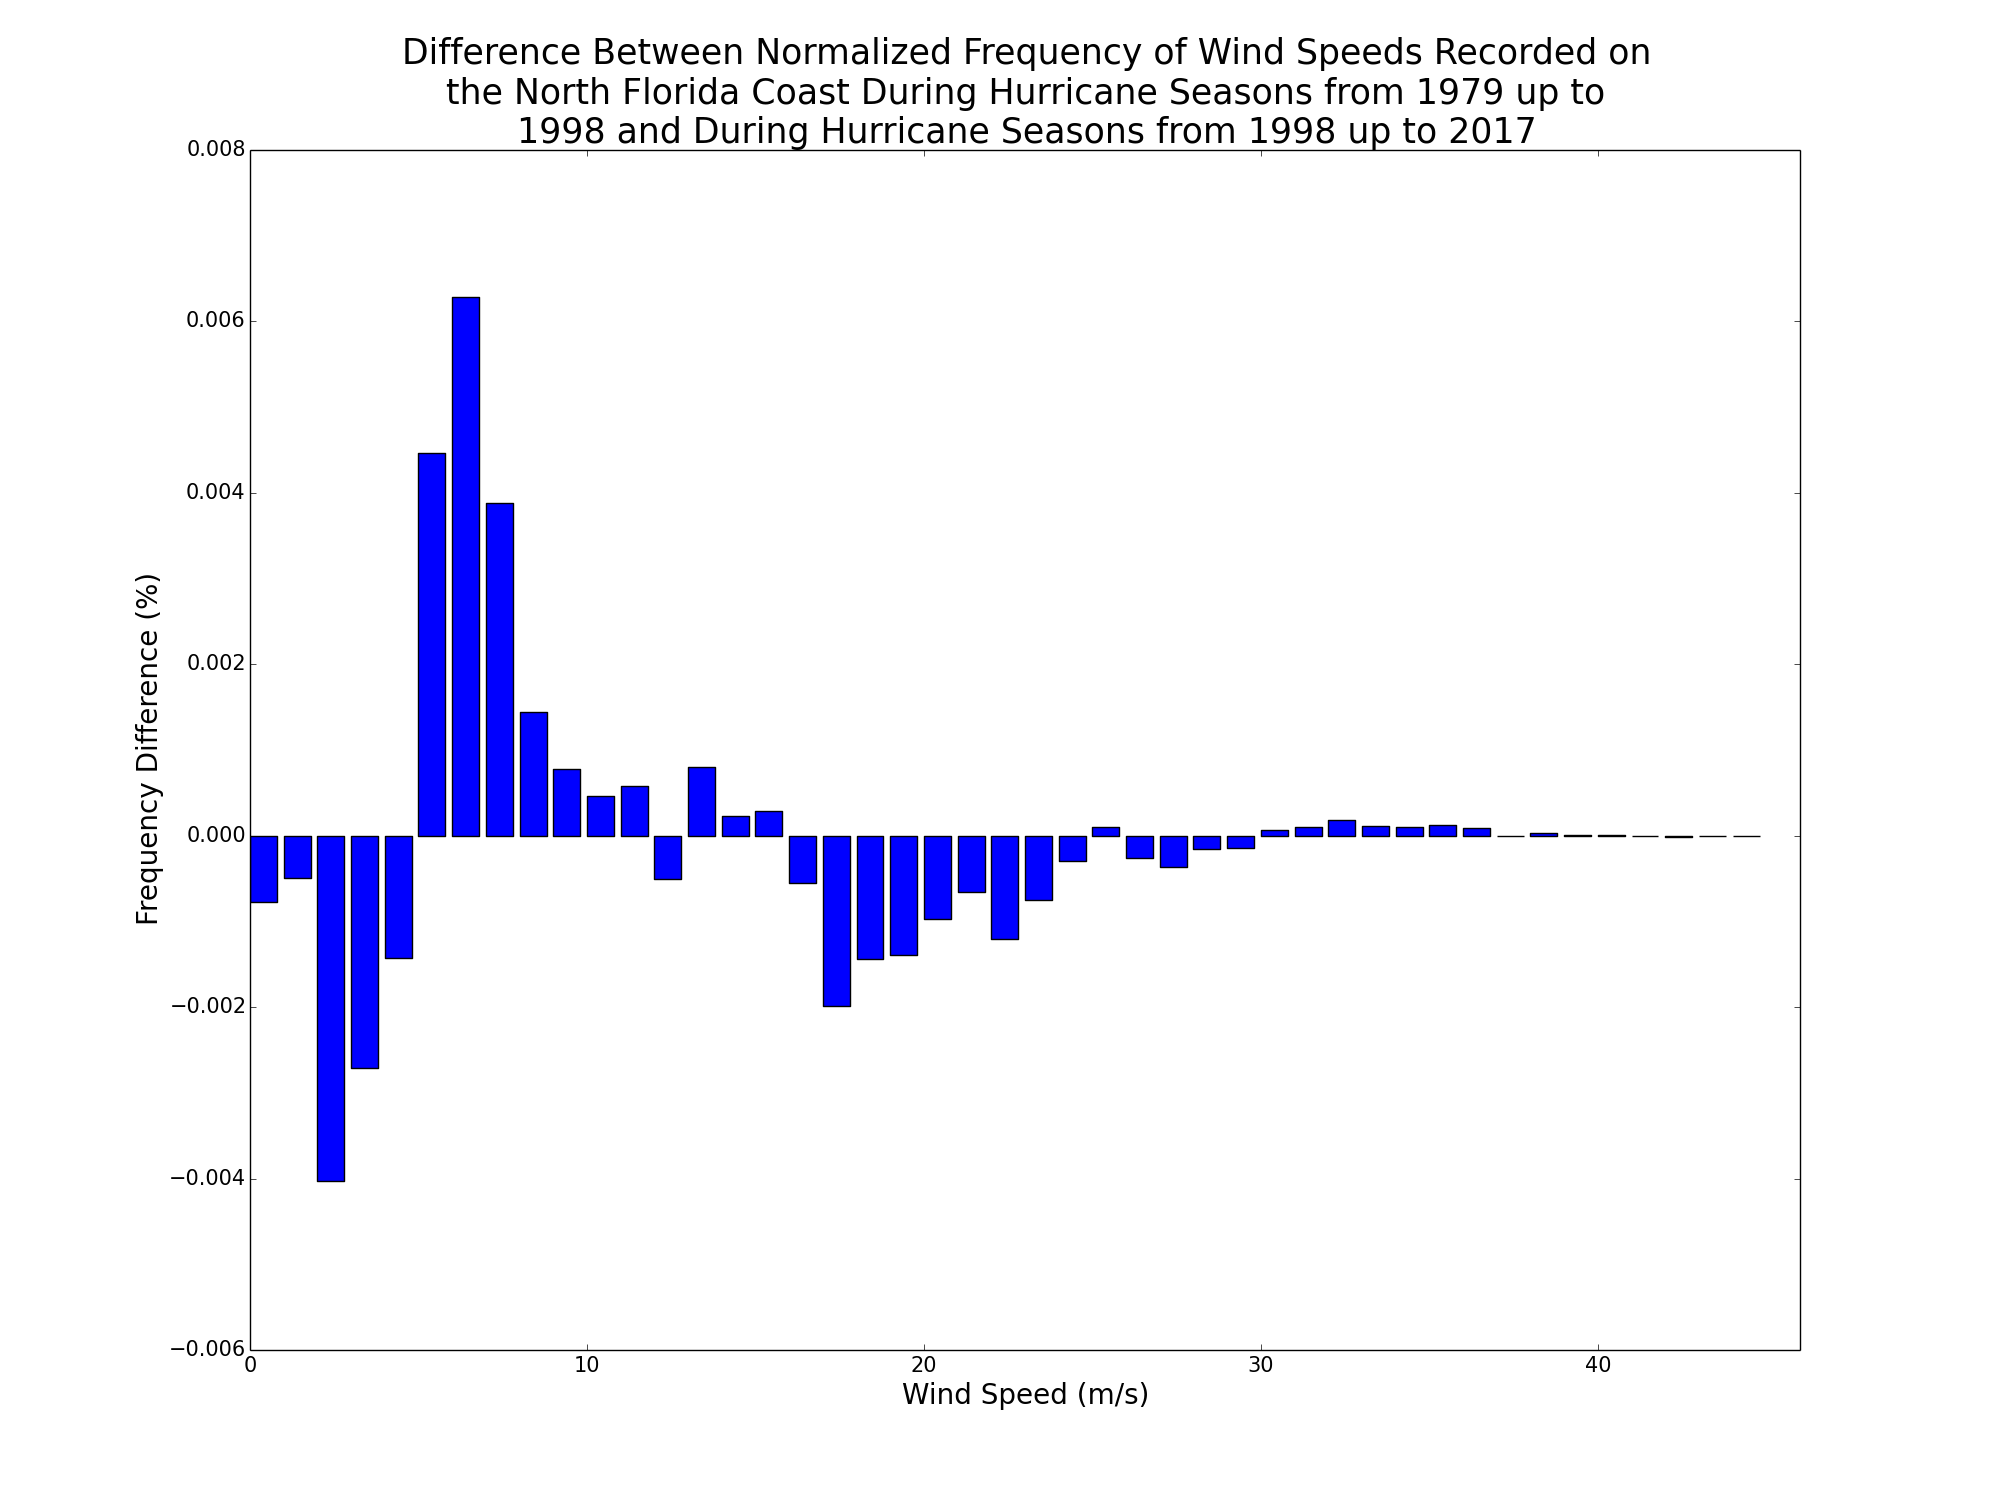 Difference Between Normalized Frequency of Wind Speeds Recorded on
the North Florida Coast During Hurricane Seasons from 1979 up to
1998 and During Hurricane Seasons from 1998 up to 2017
0.008
0.006
0.004
0.002
0.000
−0.002
−0.004
−0.006
Frequency Difference (%)
0 10 20 30 40
Wind Speed (m/s)